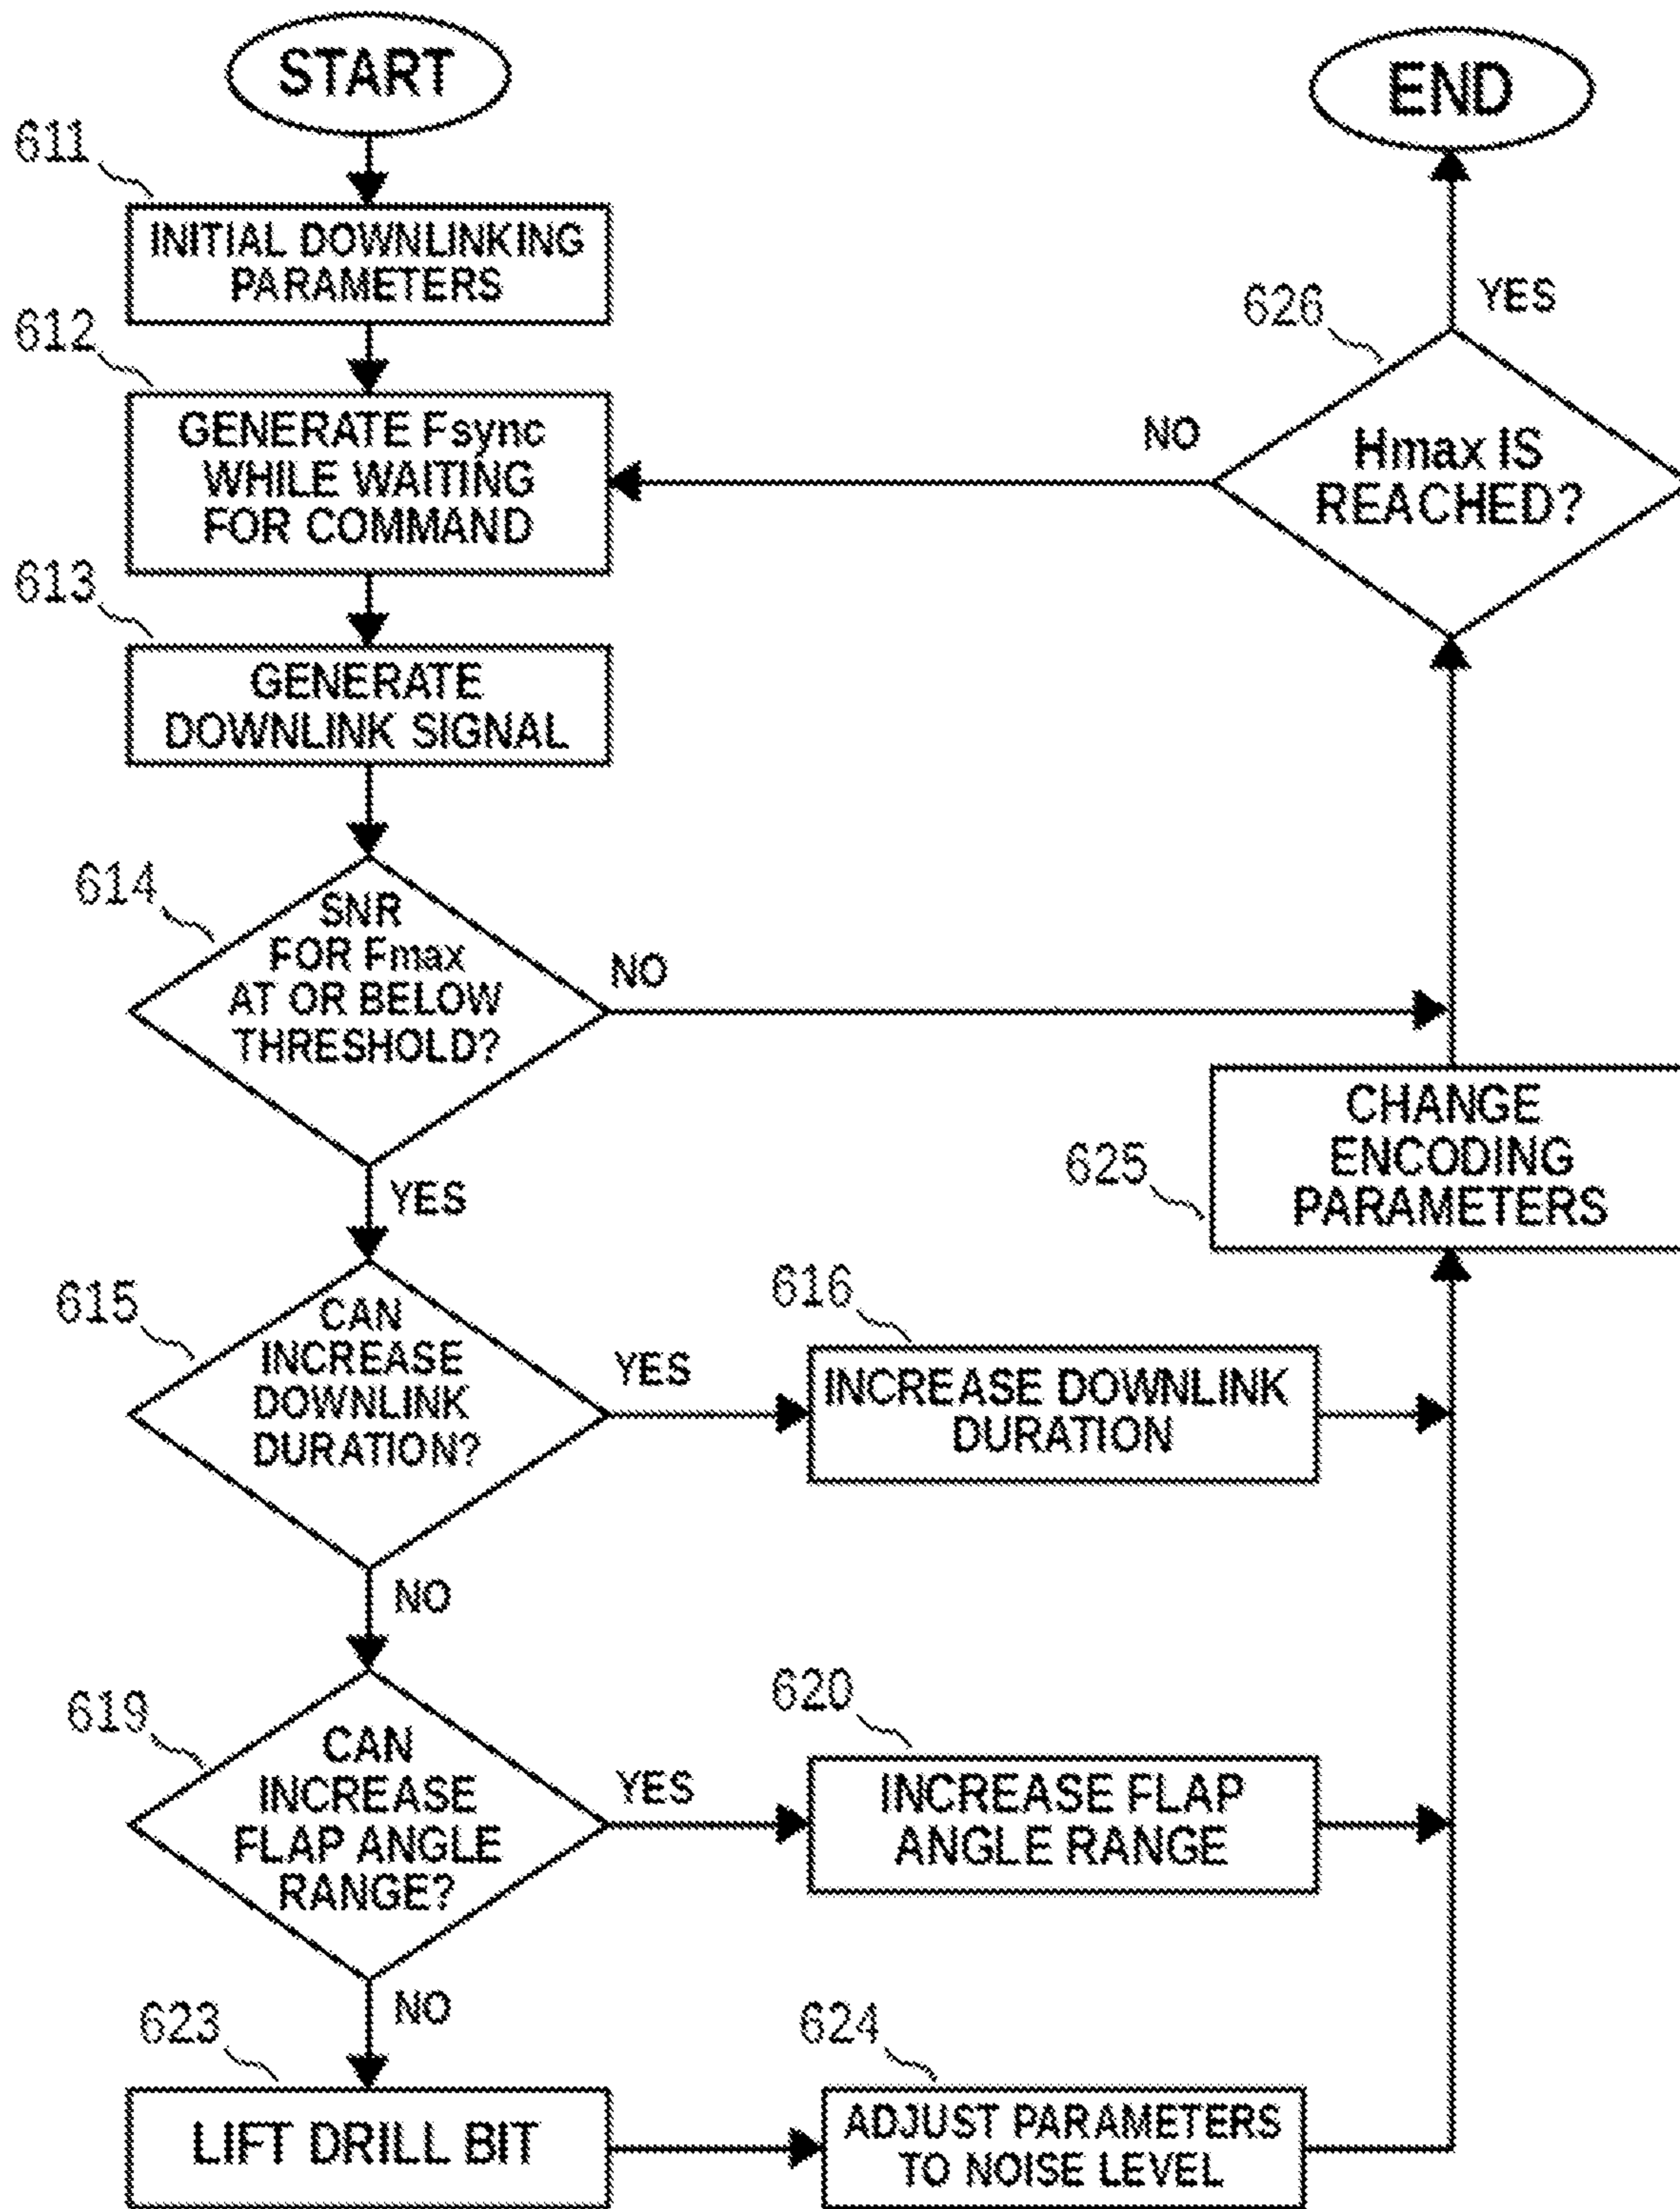 START
611
INITIAL DOWNLINKING
PARAMETERS
612
GENERATE Fsync
WHILE WAITING
FOR COMMAND
613
GENERATE
DOWNLINK SIGNAL
614
SNR
FOR Fmax
AT OR BELOW
THRESHOLD?
NO
YES
615
CAN
INCREASE
DOWNLINK
DURATION?
YES
616
INCREASE DOWNLINK
DURATION
NO
619
CAN
INCREASE
FLAP ANGLE
RANGE?
YES
620
INCREASE FLAP
ANGLE RANGE
NO
623
LIFT DRILL BIT
624
ADJUST PARAMETERS
TO NOISE LEVEL
625
CHANGE
ENCODING
PARAMETERS
626
Hmax IS
REACHED?
NO
YES
END